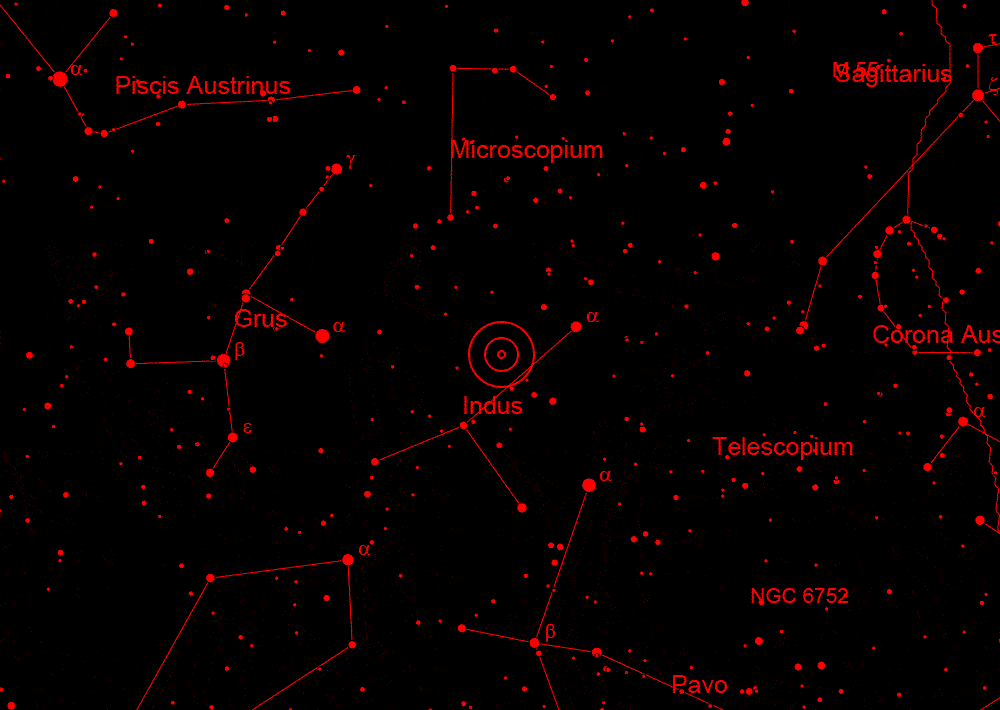 τ
α
M 55
Sagittarius
Piscis Austrinus
Microscopium
γ
α
Grus
α
Corona Aus
β
Indus
α
ε
Telescopium
α
α
NGC 6752
β
Pavo